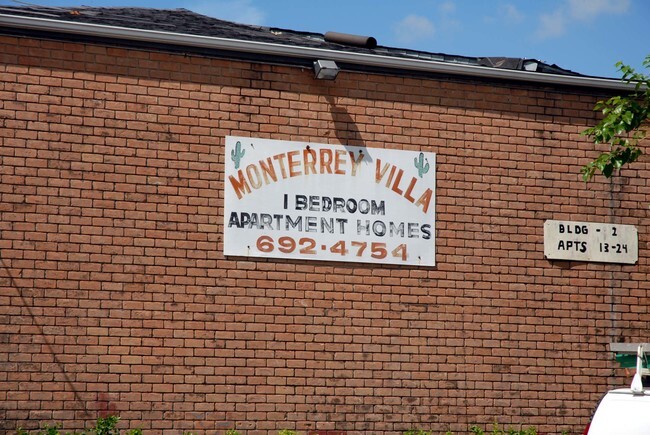 MONTERREY VILLA
1 BEDROOM
APARTMENT HOMES
692-4754
BLDG - 2
APTS 13-24